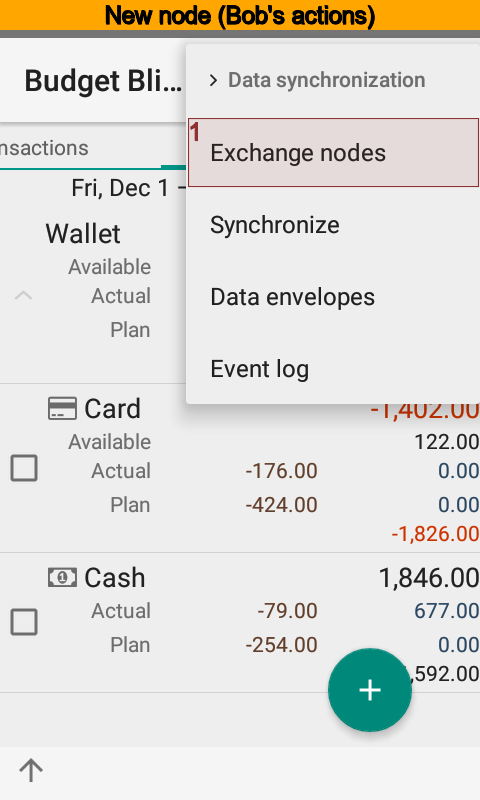 New node (Bob's actions)
Budget Bli...
Data synchronization
nsactions
1
Exchange nodes
Fri, Dec 1 -
Wallet
Synchronize
Available
Actual
Data envelopes
Plan
Event log
Card -1,402.00
Available 122.00
Actual -176.00 0.00
Plan -424.00 0.00
-1,826.00
Cash 1,846.00
Actual -79.00 677.00
Plan -254.00 0.00
,592.00
+